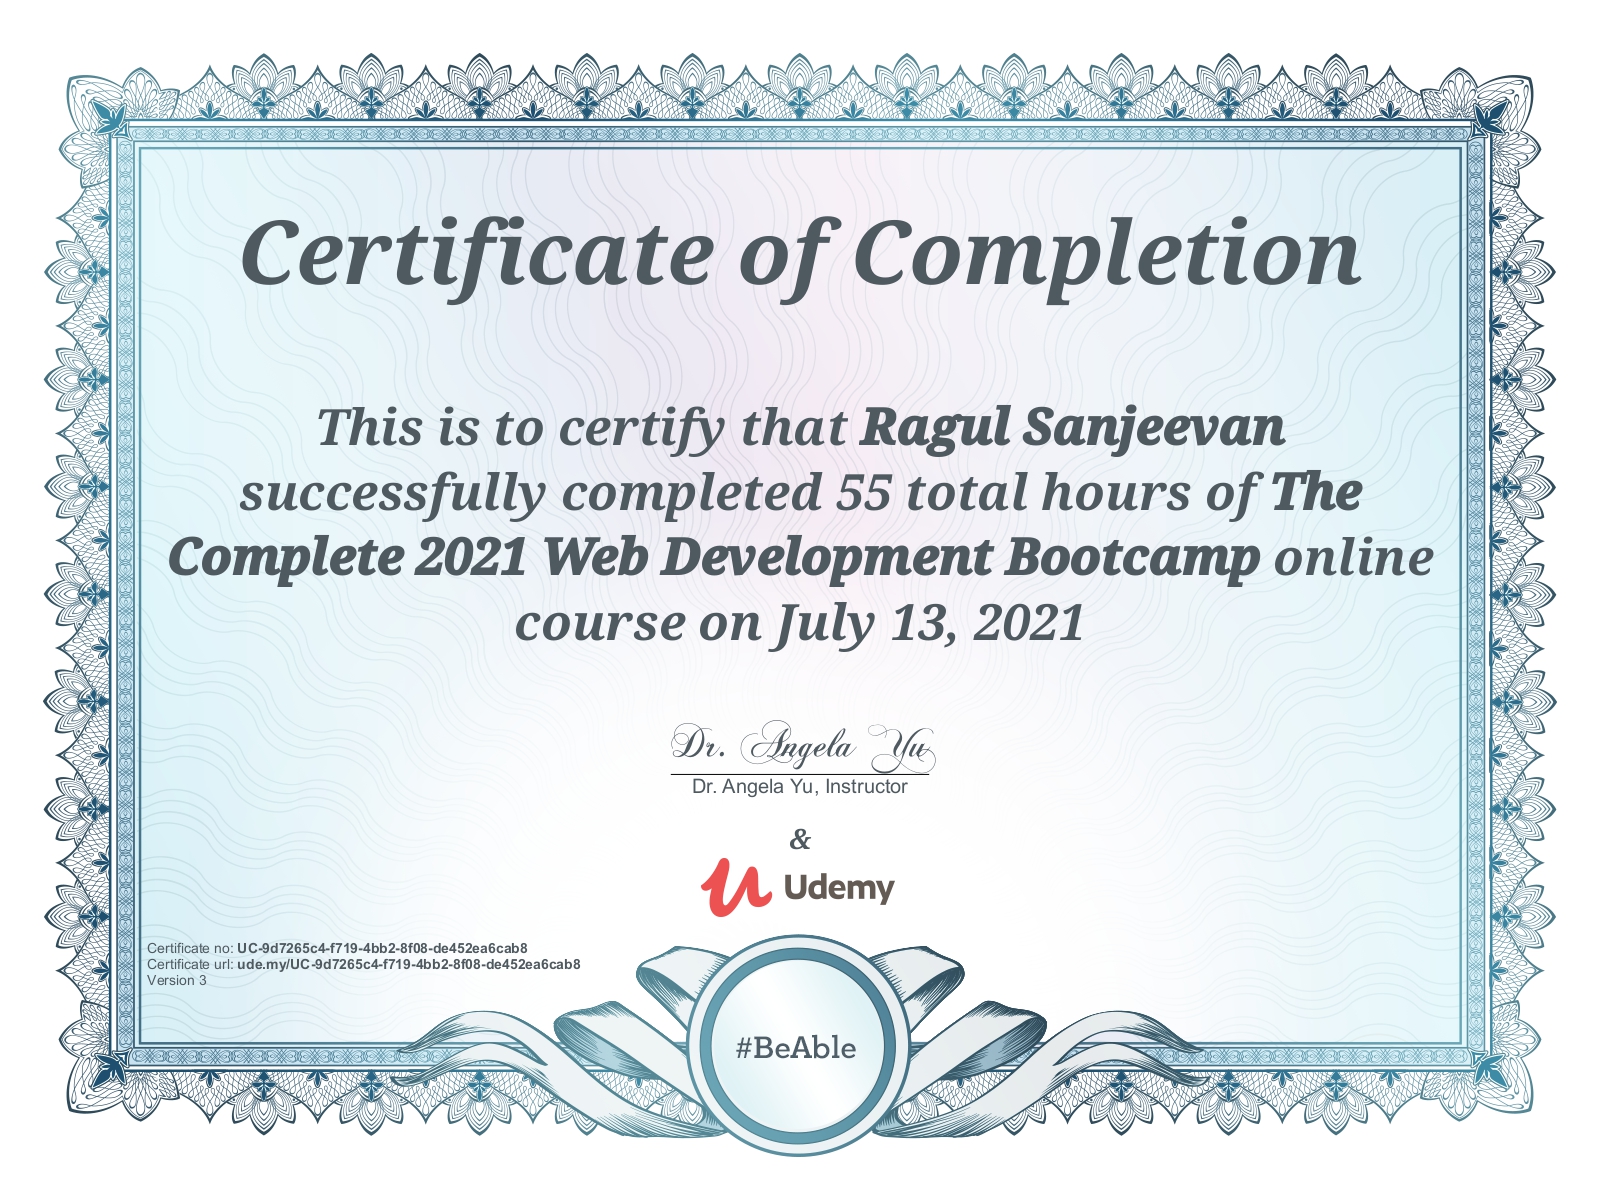 Certificate of Completion
This is to certify that Ragul Sanjeevan
successfully completed 55 total hours of The
Complete 2021 Web Development Bootcamp online
course on July 13, 2021
Dr. Angela Yu
Dr. Angela Yu, Instructor
&
Udemy
Certificate no: UC-9d7265c4-f719-4bb2-8f08-de452ea6cab8
Certificate url: ude.my/UC-9d7265c4-f719-4bb2-8f08-de452ea6cab8
Version 3
#BeAble